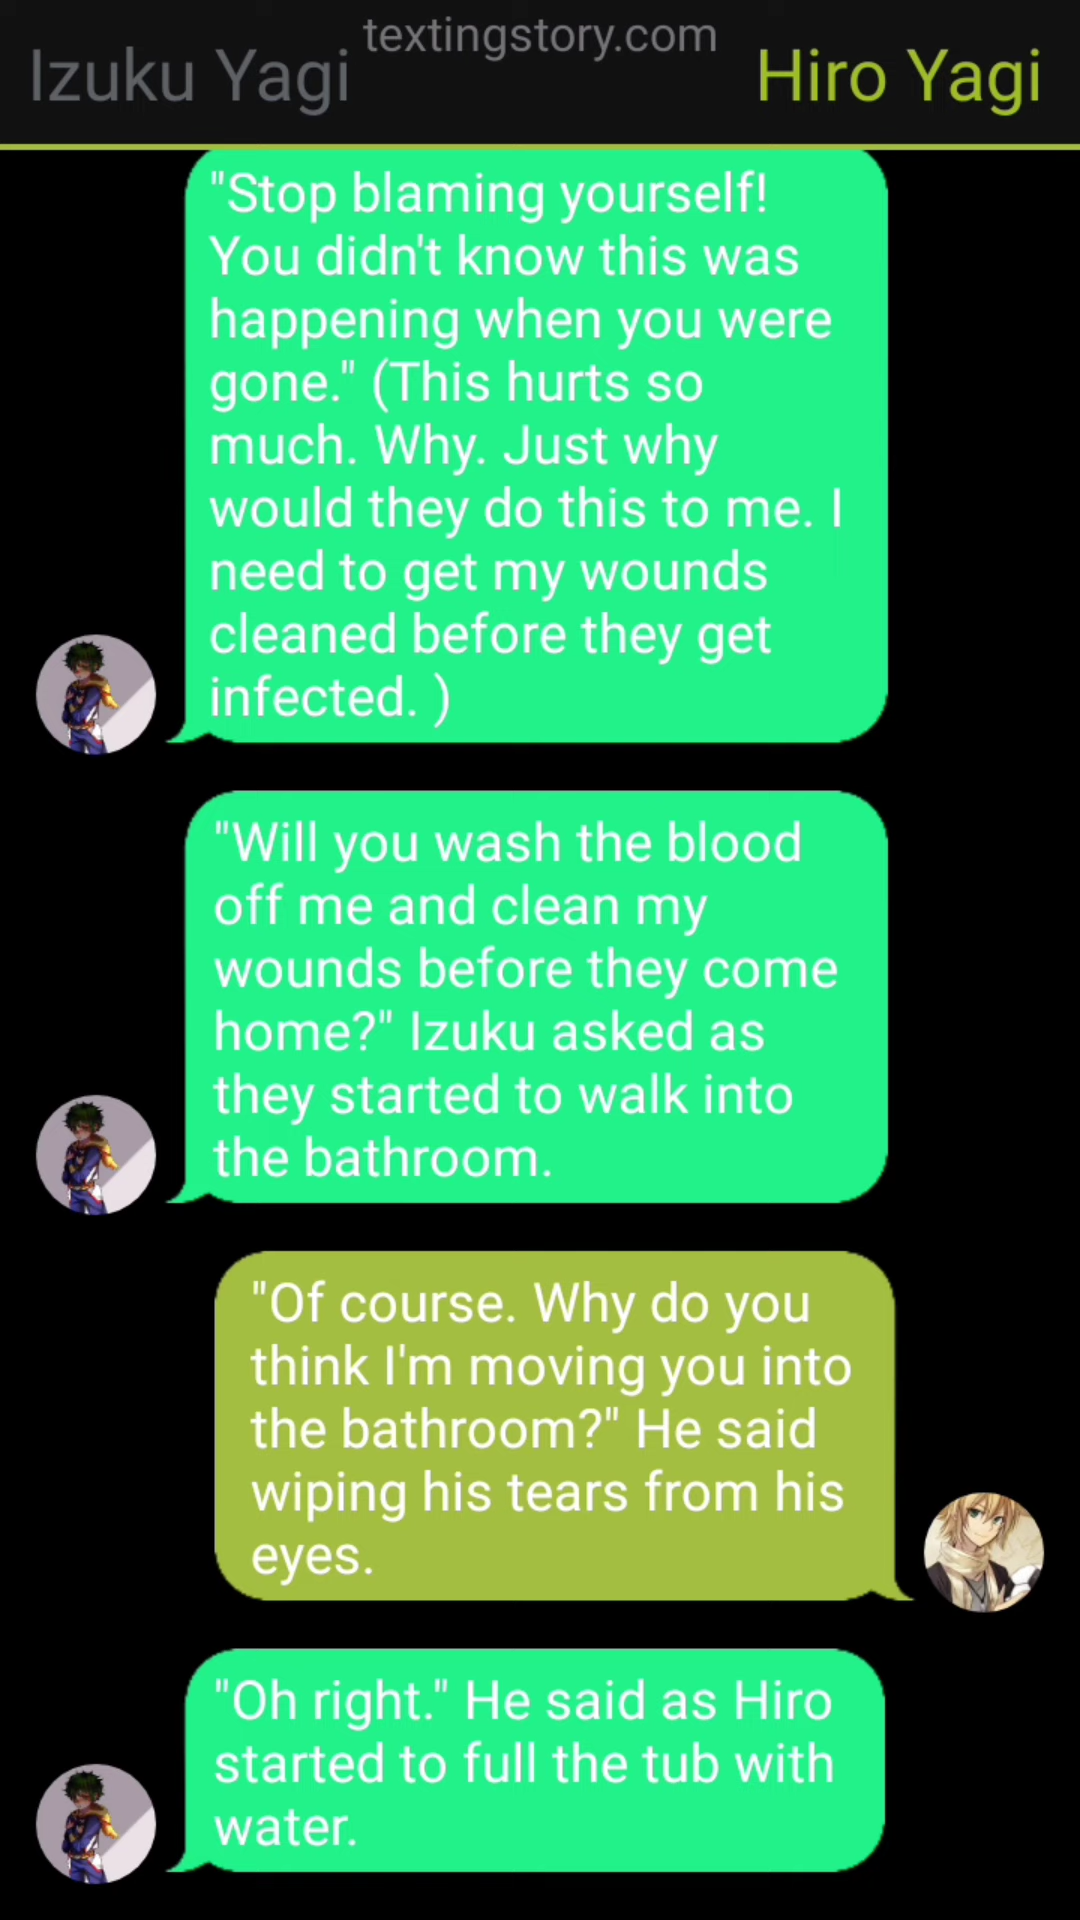 textingstory.com
Izuku Yagi
Hiro Yagi
"Stop blaming yourself!
You didn't know this was
happening when you were
gone." (This hurts so
much. Why. Just why
would they do this to me. I
need to get my wounds
cleaned before they get
infected. )
"Will you wash the blood
off me and clean my
wounds before they come
home?" Izuku asked as
they started to walk into
the bathroom.
"Of course. Why do you
think I'm moving you into
the bathroom?" He said
wiping his tears from his
eyes.
"Oh right." He said as Hiro
started to full the tub with
water.